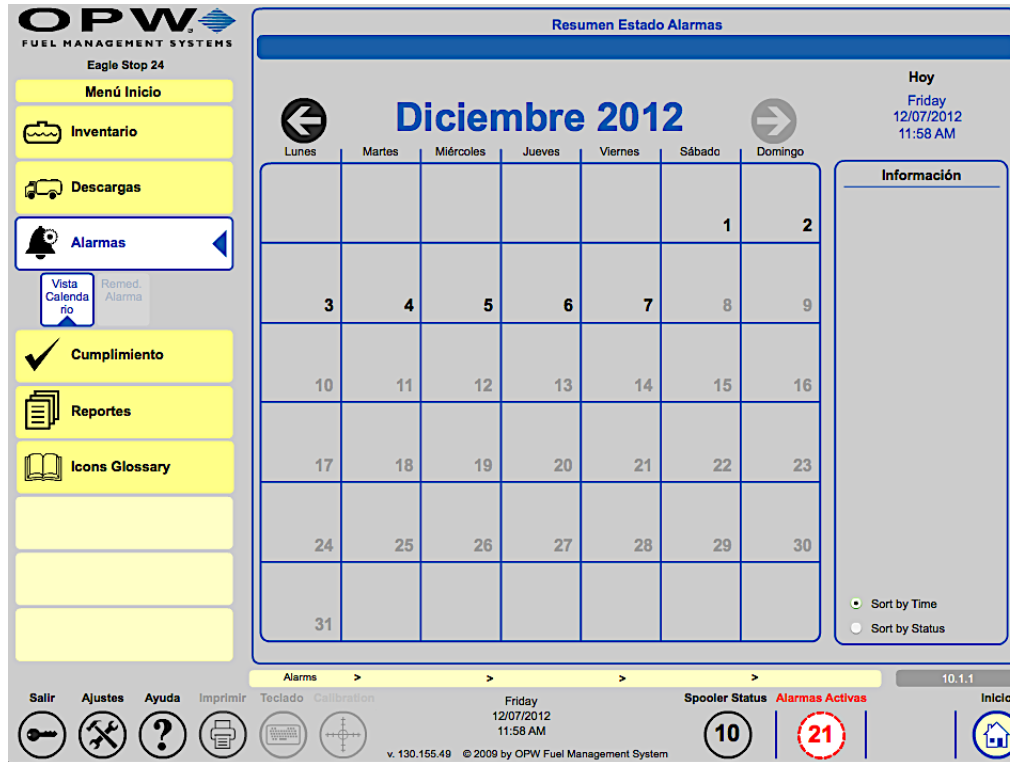 OPW
FUEL MANAGEMENT SYSTEMS
Eagle Stop 24
Menú Inicio
Inventario
Descargas
Alarmas
Vista
Calenda
rio
Remed.
Alarma
Cumplimiento
Reportes
Icons Glossary
Resumen Estado Alarmas
Diciembre 2012
Lunes Martes Miércoles Jueves Viernes Sábado Domingo
1 2
3 4 5 6 7 8 9
10 11 12 13 14 15 16
17 18 19 20 21 22 23
24 25 26 27 28 29 30
31
Hoy
Friday
12/07/2012
11:58 AM
Información
Sort by Time
Sort by Status
Alarms > > > >
10.1.1
Salir Ajustes Ayuda Imprimir Teclado Calibration
Friday
12/07/2012
11:58 AM
v. 130.155.49 © 2009 by OPW Fuel Management System
Spooler Status
10
Alarmas Activas
21
Inicio